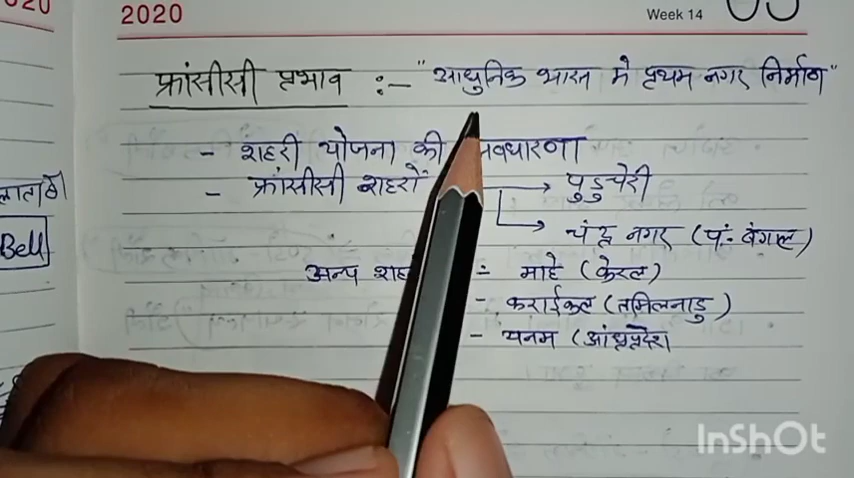 2020
Week 14
फ्रांसीसी प्रभाव :- "आधुनिक भारत मे प्रथम नगर निर्माण"
- शहरी योजना की अवधारणा
- फ्रांसीसी शहरों → पुडुचेरी
→ चंद्र नगर (प. बंगाल)
अन्य शह - माहे (केरल)
- कराईकल (तमिलनाडु)
- यनम (आंध्रप्रदेश)
Bell
InShOt